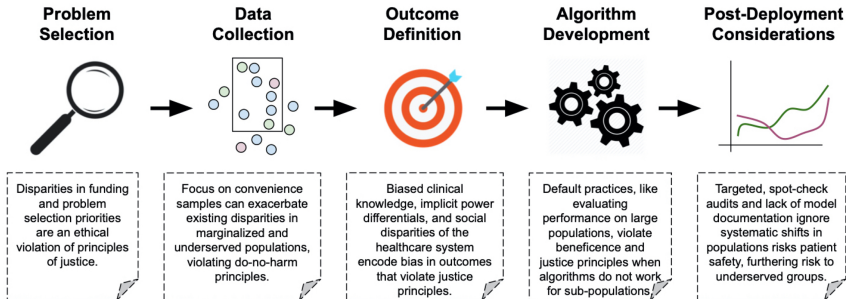 Problem
Selection
Data
Collection
Outcome
Definition
Algorithm
Development
Post-Deployment
Considerations
Disparities in funding and
problem selection priorities
are an ethical
violation of principles
of justice.
Focus on convenience
samples can exacerbate
existing disparities in
marginalized and
underserved populations,
violating do-no-harm
principles.
Biased clinical
knowledge, implicit power
differentials, and social
disparities of the
healthcare system
encode bias in outcomes
that violate justice
principles.
Default practices, like
evaluating
performance on large
populations, violate
beneficence and
justice principles when
algorithms do not work
for sub-populations.
Targeted, spot-check
audits and lack of model
documentation ignore
systematic shifts in
populations risks patient
safety, furthering risk to
underserved groups.